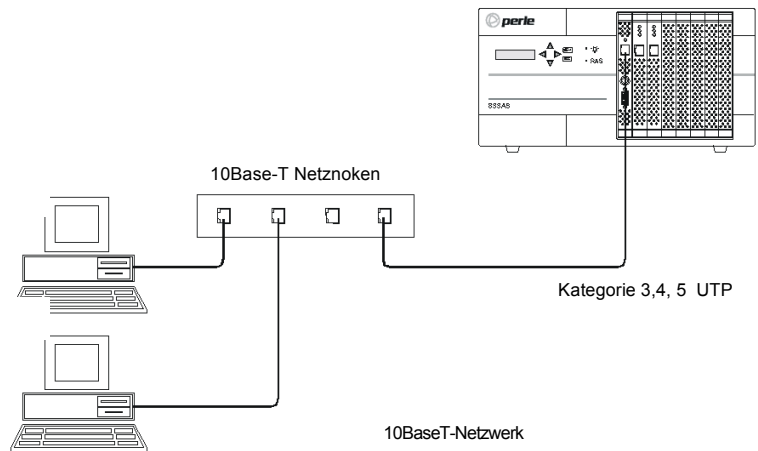 perle
RAS
833AS
10Base-T Netznoken
Kategorie 3,4, 5 UTP
10BaseT-Netzwerk